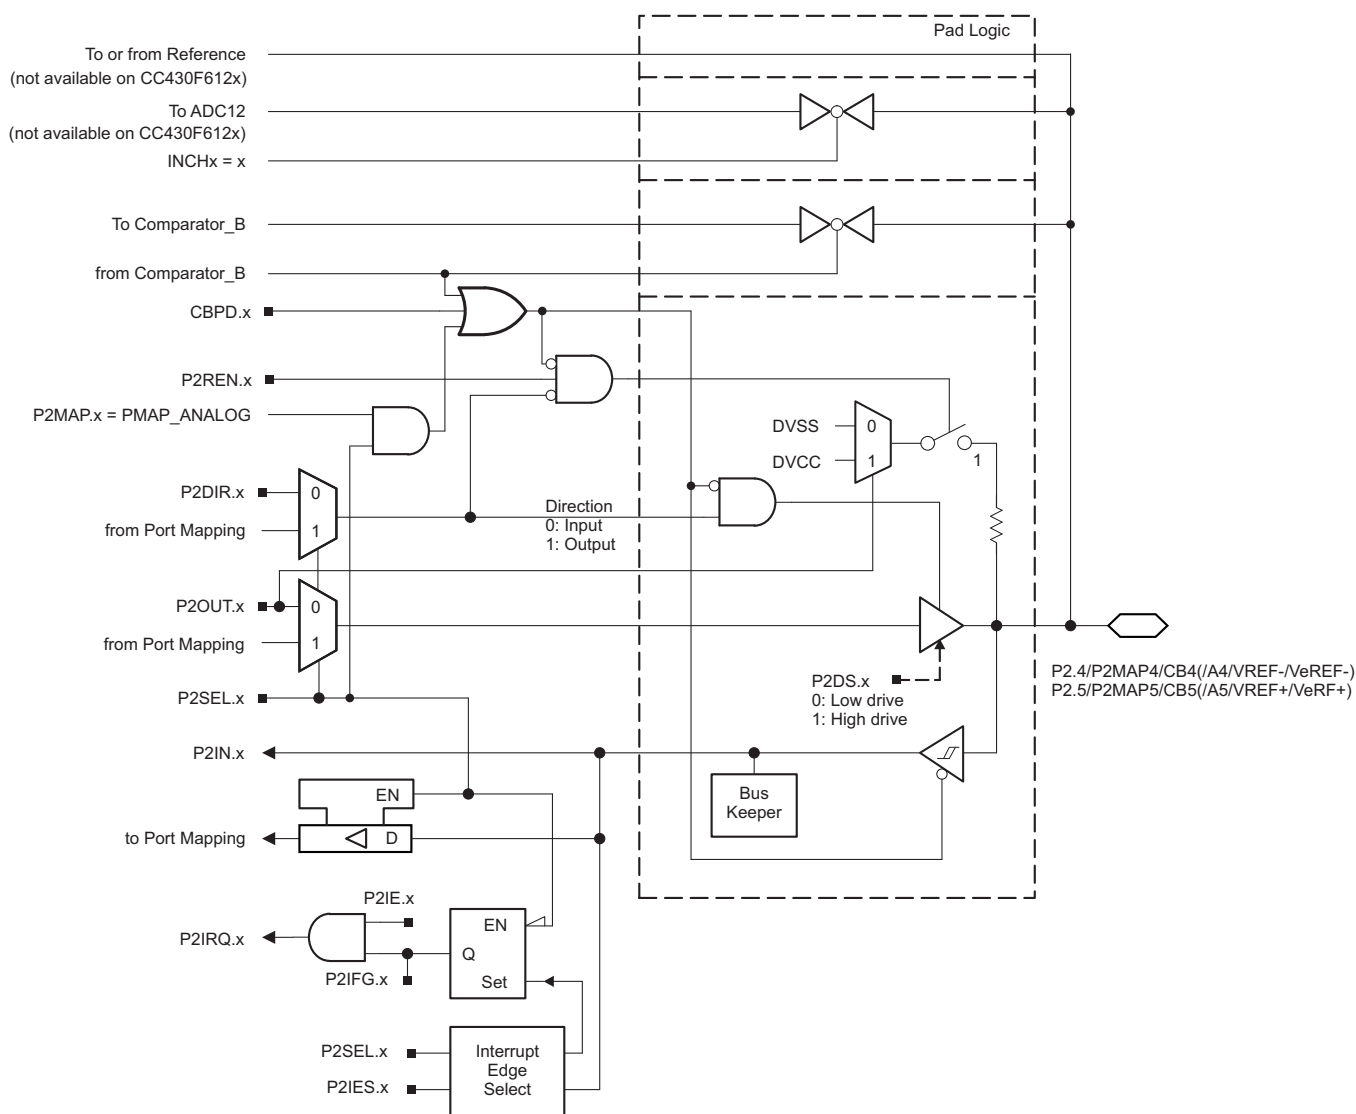 Pad Logic
To or from Reference
(not available on CC430F612x)
To ADC12
(not available on CC430F612x)
INCHx = x
To Comparator_B
from Comparator_B
CBPD.x
P2REN.x
P2MAP.x = PMAP_ANALOG
DVSS
0
DVCC
1
1
P2DIR.x
0
from Port Mapping
1
Direction
0: Input
1: Output
P2OUT.x
0
from Port Mapping
1
P2SEL.x
P2DS.x
0: Low drive
1: High drive
P2.4/P2MAP4/CB4(/A4/VREF-/VeREF-)
P2.5/P2MAP5/CB5(/A5/VREF+/VeRF+)
P2IN.x
EN
Bus
Keeper
to Port Mapping
D
P2IE.x
EN
P2IRQ.x
Q
P2IFG.x
Set
P2SEL.x
P2IES.x
Interrupt
Edge
Select